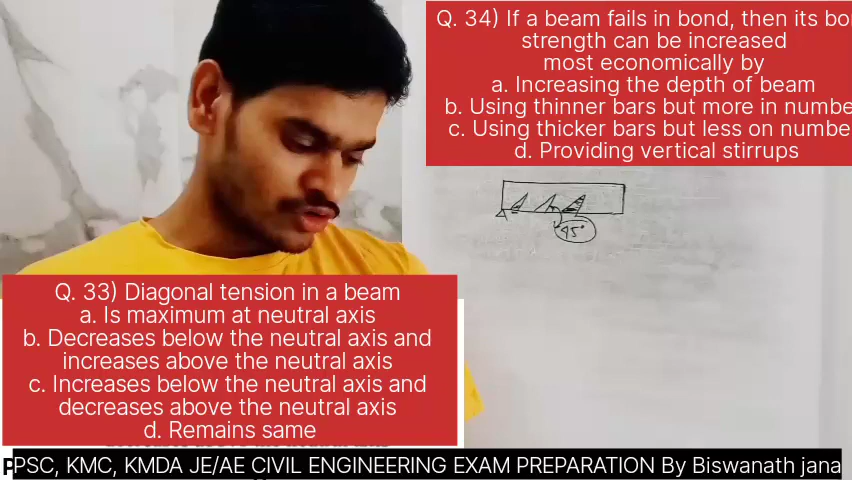 Q. 34) If a beam fails in bond, then its bo
strength can be increased
most economically by
a. Increasing the depth of beam
b. Using thinner bars but more in numbe
c. Using thicker bars but less on numbe
d. Providing vertical stirrups
45°
Q. 33) Diagonal tension in a beam
a. Is maximum at neutral axis
b. Decreases below the neutral axis and
increases above the neutral axis
c. Increases below the neutral axis and
decreases above the neutral axis
d. Remains same
PSC, KMC, KMDA JE/AE CIVIL ENGINEERING EXAM PREPARATION By Biswanath jana